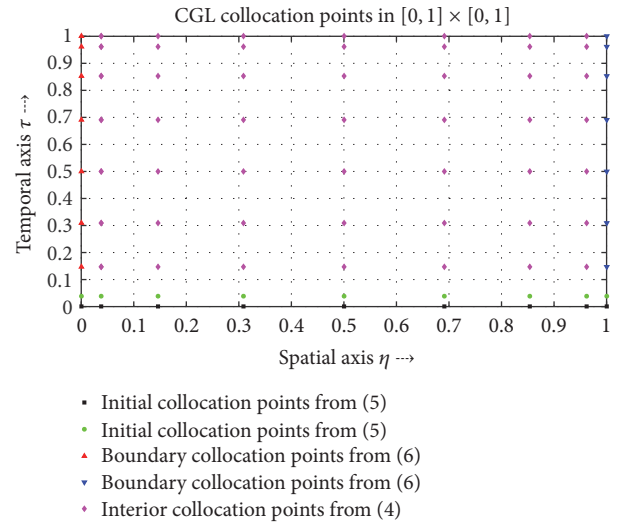 CGL collocation points in [0, 1] × [0, 1]
1
0.9
0.8
0.7
0.6
0.5
0.4
0.3
0.2
0.1
0
Temporal axis τ ⤏
0 0.1 0.2 0.3 0.4 0.5 0.6 0.7 0.8 0.9 1
Spatial axis η ⤏
Initial collocation points from (5)
Initial collocation points from (5)
Boundary collocation points from (6)
Boundary collocation points from (6)
Interior collocation points from (4)